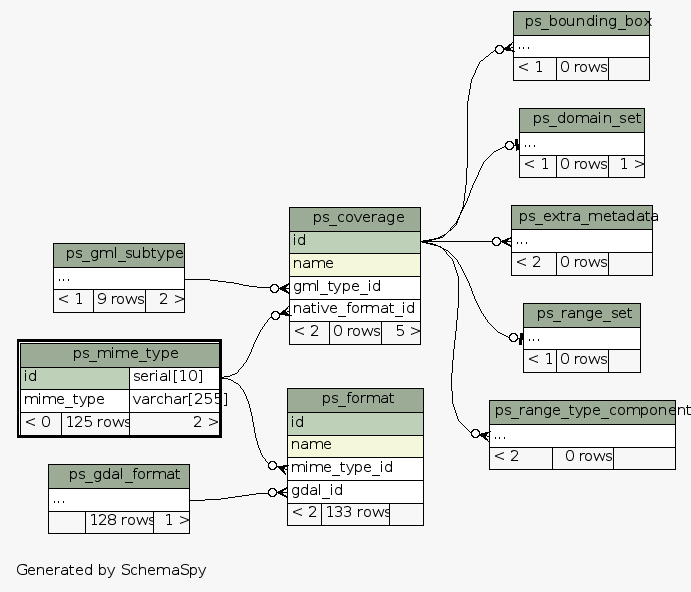 ps_bounding_box
...
< 1 0 rows
ps_domain_set
...
< 1 0 rows 1 >
ps_extra_metadata
...
< 2 0 rows
ps_range_set
...
< 1 0 rows
ps_range_type_component
...
< 2 0 rows
ps_coverage
id
name
gml_type_id
native_format_id
< 2 0 rows 5 >
ps_gml_subtype
...
< 1 9 rows 2 >
ps_mime_type
id serial[10]
mime_type varchar[255]
< 0 125 rows 2 >
ps_format
id
name
mime_type_id
gdal_id
< 2 133 rows
ps_gdal_format
...
128 rows 1 >
Generated by SchemaSpy